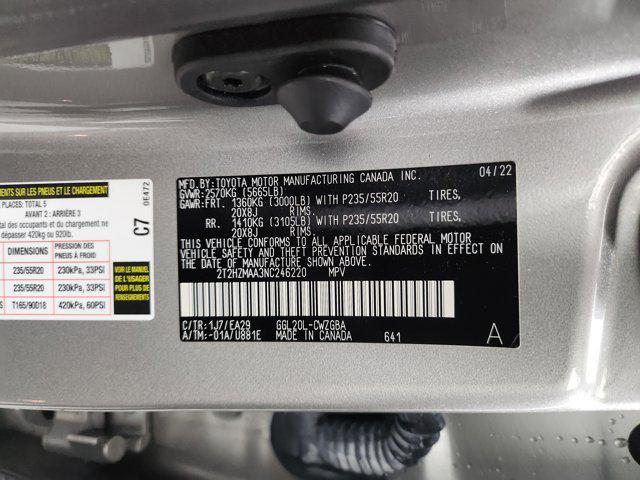 EMENTS SUR LES PNEUS ET LE CHARGEMENT
PLACES: TOTAL 5
AVANT 2 : ARRIÈRE 3
tal des occupants et du chargement ne
dépasser 420kg ou 920lb.
C7
0E472
DIMENSIONS
PRESSION DES PNEUS À FROID
235/55R20 230kPa, 33PSI
235/55R20 230kPa, 33PSI
S T165/90D18 420kPa, 60PSI
VOIR LE MANUEL
DE L'USAGER
POUR PLUS DE
RENSEIGNEMENTS
MFD.BY:TOYOTA MOTOR MANUFACTURING CANADA INC. 04/22
GVWR:2570KG (5665LB)
GAWR:FRT. 1360KG (3000LB) WITH P235/55R20 TIRES,
20X8J RIMS
RR. 1410KG (3105LB) WITH P235/55R20 TIRES,
20X8J RIMS
THIS VEHICLE CONFORMS TO ALL APPLICABLE FEDERAL MOTOR
VEHICLE SAFETY AND THEFT PREVENTION STANDARDS IN EFFECT
ON THE DATE OF MANUFACTURE SHOWN ABOVE.
2T2HZMAA3NC246220 MPV
C/TR:1J7/EA29 GGL20L-CWZGBA
A/TM:-01A/U881E MADE IN CANADA 641 A